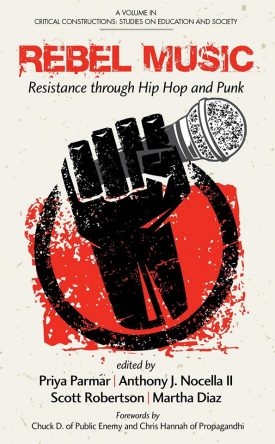 A VOLUME IN
CRITICAL CONSTRUCTIONS: STUDIES ON EDUCATION AND SOCIETY
REBEL MUSIC
Resistance through Hip Hop and Punk
edited by
Priya Parmar | Anthony J. Nocella II
Scott Robertson | Martha Diaz
Forewords by
Chuck D. of Public Enemy and Chris Hannah of Propagandhi